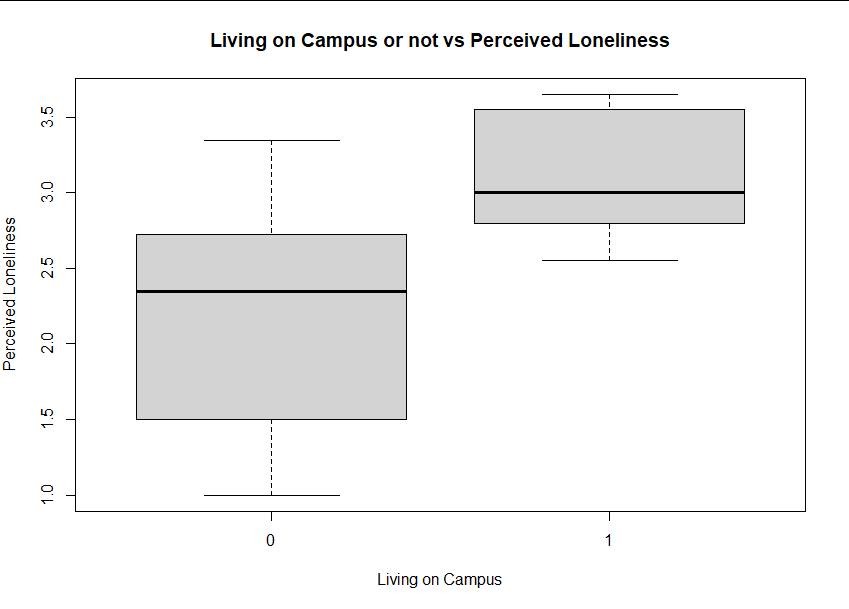 Living on Campus or not vs Perceived Loneliness
3.5
3.0
2.5
2.0
1.5
1.0
Perceived Loneliness
0 1
Living on Campus